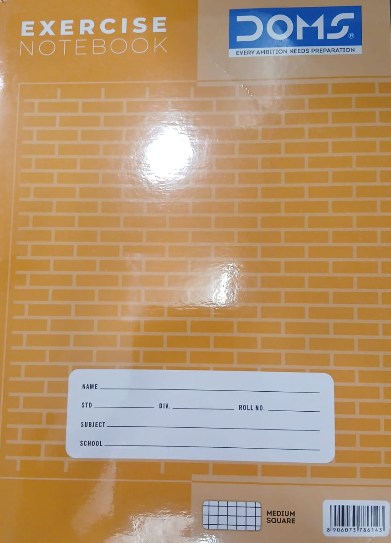 EXERCISE
NOTEBOOK
DOMS®
EVERY AMBITION NEEDS PREPARATION
NAME
STD DIV. ROLL NO.
SUBJECT
SCHOOL
MEDIUM
SQUARE